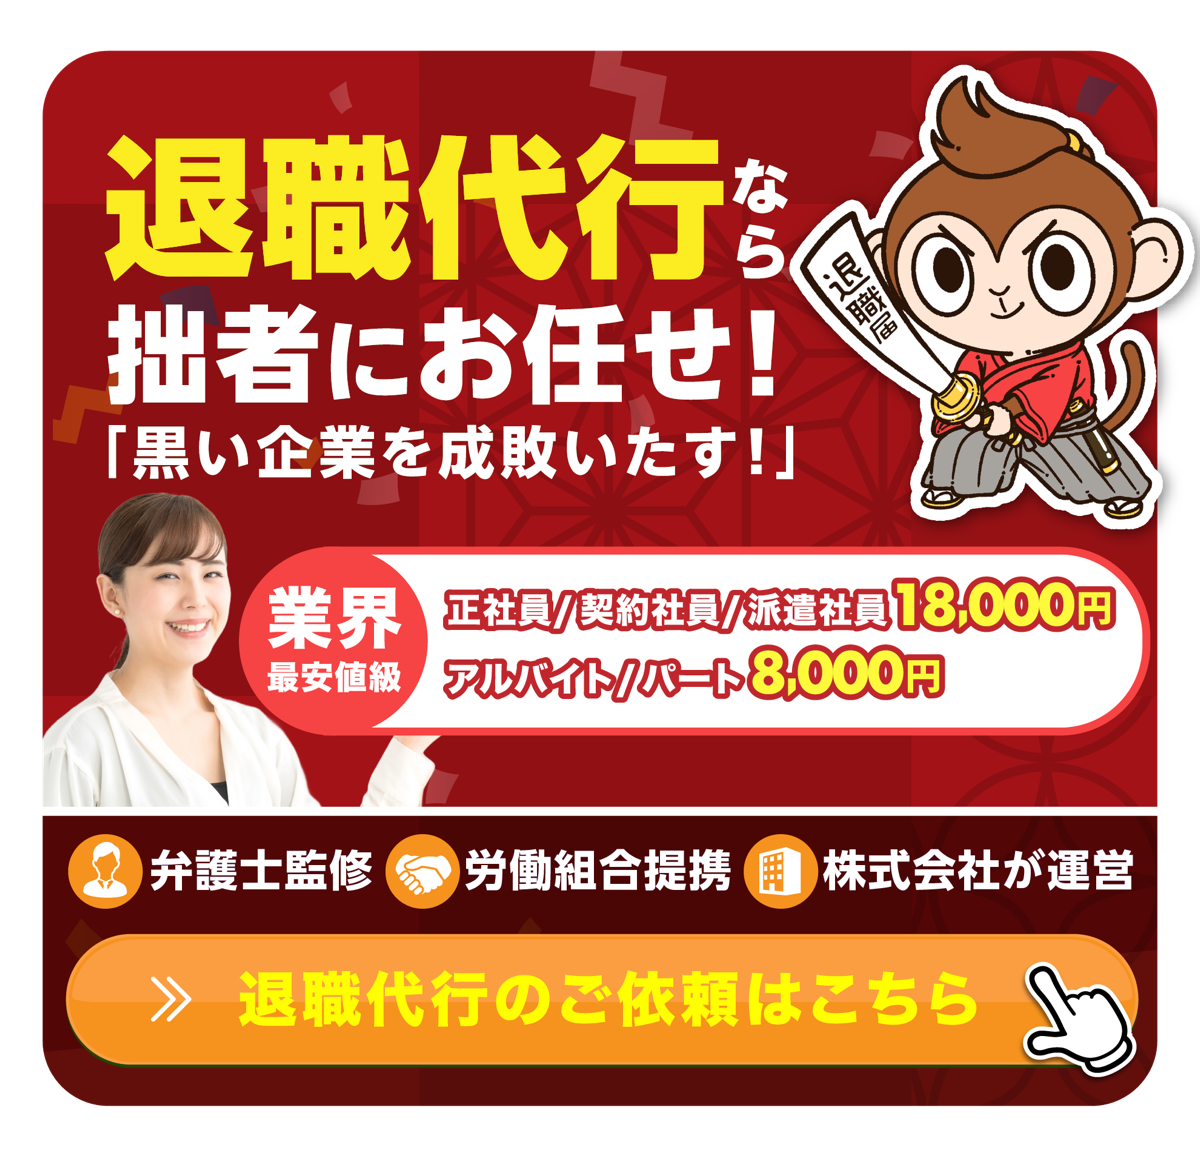 退職代行なら
拙者にお任せ！
「黒い企業を成敗いたす！」
退職届
業界
最安値級
正社員/契約社員/派遣社員 18,000円
アルバイト/パート 8,000円
弁護士監修
労働組合提携
株式会社が運営
退職代行のご依頼はこちら